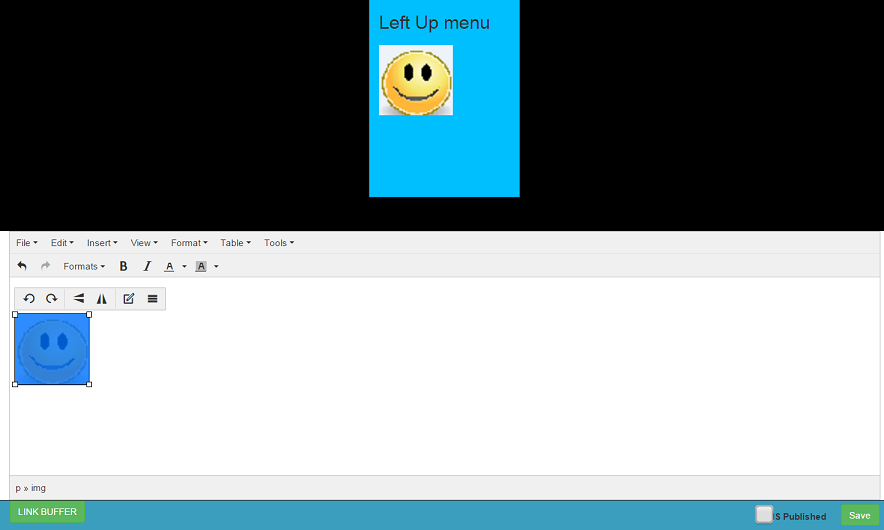 Left Up menu
File Edit Insert View Format Table Tools
Formats B I A A
p » img
LINK BUFFER
IS Published
Save